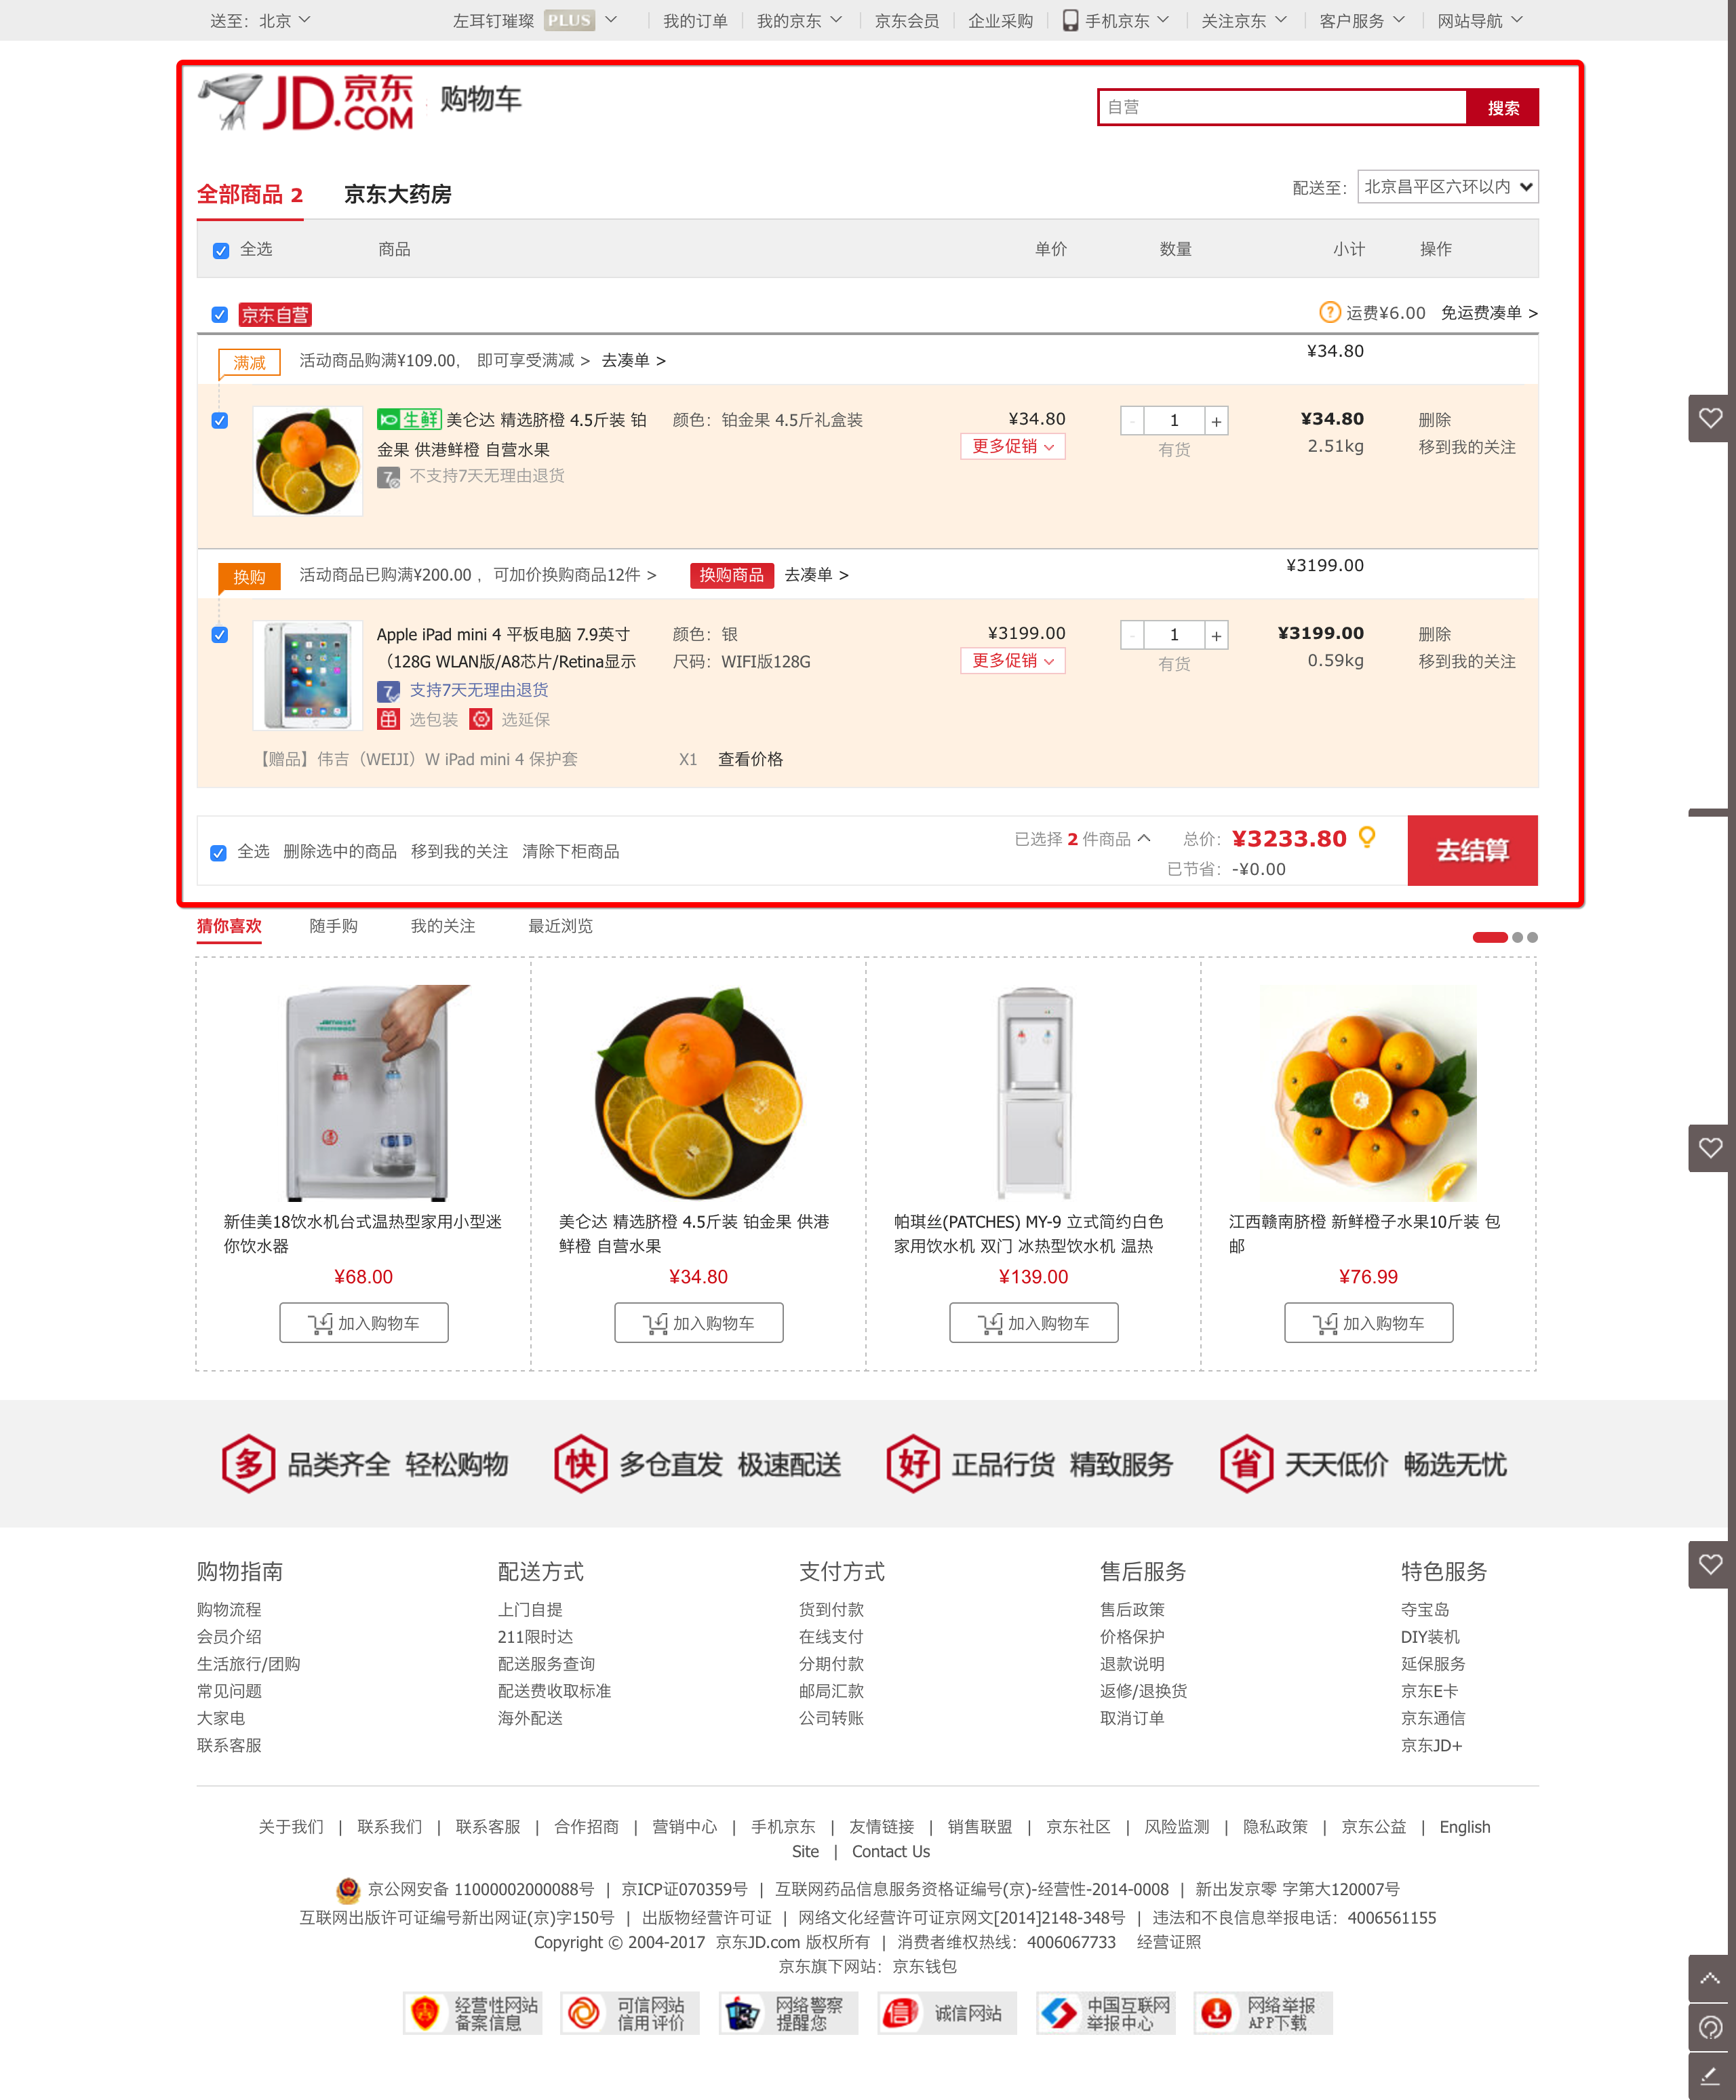 送至：北京
左耳钉璀璨 PLUS
我的订单
我的京东
京东会员
企业采购
手机京东
关注京东
客户服务
网站导航
JD.COM 京东
购物车
自营
搜索
全部商品 2
京东大药房
配送至：
北京昌平区六环以内
全选
商品
单价
数量
小计
操作
京东自营
? 运费¥6.00
免运费凑单 >
满减
活动商品购满¥109.00， 即可享受满减 >
去凑单 >
¥34.80
生鲜 美仑达 精选脐橙 4.5斤装 铂
金果 供港鲜橙 自营水果
7 不支持7天无理由退货
颜色：铂金果 4.5斤礼盒装
¥34.80
更多促销
- 1 +
有货
¥34.80
2.51kg
删除
移到我的关注
换购
活动商品已购满¥200.00 ，可加价换购商品12件 >
换购商品
去凑单 >
¥3199.00
Apple iPad mini 4 平板电脑 7.9英寸
（128G WLAN版/A8芯片/Retina显示
7 支持7天无理由退货
选包装
选延保
颜色：银
尺码：WIFI版128G
¥3199.00
更多促销
- 1 +
有货
¥3199.00
0.59kg
删除
移到我的关注
【赠品】伟吉（WEIJI）W iPad mini 4 保护套
X1
查看价格
全选
删除选中的商品
移到我的关注
清除下柜商品
已选择 2 件商品
总价：¥3233.80
已节省：-¥0.00
去结算
猜你喜欢
随手购
我的关注
最近浏览
新佳美18饮水机台式温热型家用小型迷
你饮水器
¥68.00
加入购物车
美仑达 精选脐橙 4.5斤装 铂金果 供港
鲜橙 自营水果
¥34.80
加入购物车
帕琪丝(PATCHES) MY-9 立式简约白色
家用饮水机 双门 冰热型饮水机 温热
¥139.00
加入购物车
江西赣南脐橙 新鲜橙子水果10斤装 包
邮
¥76.99
加入购物车
多 品类齐全 轻松购物
快 多仓直发 极速配送
好 正品行货 精致服务
省 天天低价 畅选无忧
购物指南
购物流程
会员介绍
生活旅行/团购
常见问题
大家电
联系客服
配送方式
上门自提
211限时达
配送服务查询
配送费收取标准
海外配送
支付方式
货到付款
在线支付
分期付款
邮局汇款
公司转账
售后服务
售后政策
价格保护
退款说明
返修/退换货
取消订单
特色服务
夺宝岛
DIY装机
延保服务
京东E卡
京东通信
京东JD+
关于我们 | 联系我们 | 联系客服 | 合作招商 | 营销中心 | 手机京东 | 友情链接 | 销售联盟 | 京东社区 | 风险监测 | 隐私政策 | 京东公益 | English
Site | Contact Us
京公网安备 11000002000088号 | 京ICP证070359号 | 互联网药品信息服务资格证编号(京)-经营性-2014-0008 | 新出发京零 字第大120007号
互联网出版许可证编号新出网证(京)字150号 | 出版物经营许可证 | 网络文化经营许可证京网文[2014]2148-348号 | 违法和不良信息举报电话：4006561155
Copyright © 2004-2017 京东JD.com 版权所有 | 消费者维权热线：4006067733 经营证照
京东旗下网站：京东钱包
经营性网站
备案信息
可信网站
信用评价
网络警察
提醒您
信 诚信网站
中国互联网
举报中心
网络举报
APP下载